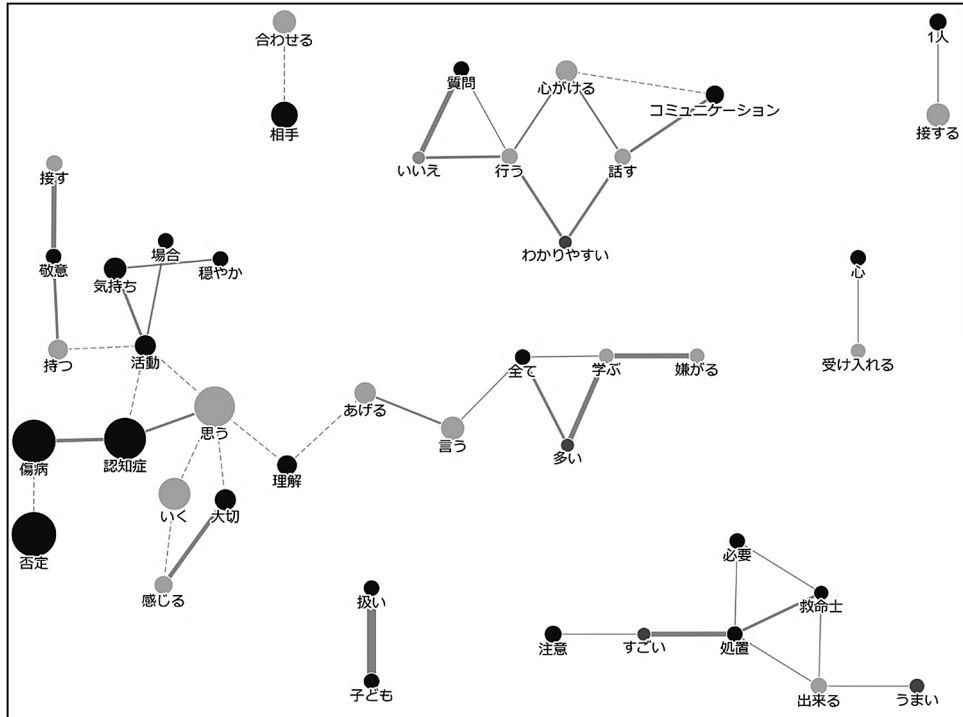 合わせる
相手
質問
心がける
コミュニケーション
いいえ
行う
話す
わかりやすい
1人
接する
接す
敬意
持つ
場合
気持ち
穏やか
活動
心
受け入れる
全て
学ぶ
嫌がる
多い
あげる
言う
思う
理解
傷病
認知症
否定
いく
大切
感じる
扱い
子ども
必要
救命士
注意
すごい
処置
出来る
うまい